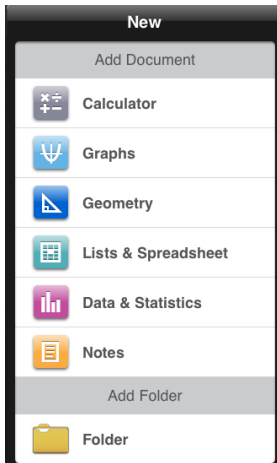 New
Add Document
Calculator
Graphs
Geometry
Lists & Spreadsheet
Data & Statistics
Notes
Add Folder
Folder